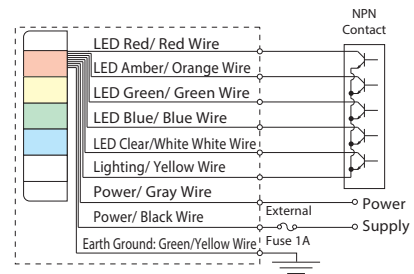 NPN
Contact
LED Red/ Red Wire
LED Amber/ Orange Wire
LED Green/ Green Wire
LED Blue/ Blue Wire
LED Clear/White White Wire
Lighting/ Yellow Wire
Power/ Gray Wire
Power
Power/ Black Wire
External
Fuse 1A
Supply
Earth Ground: Green/Yellow Wire